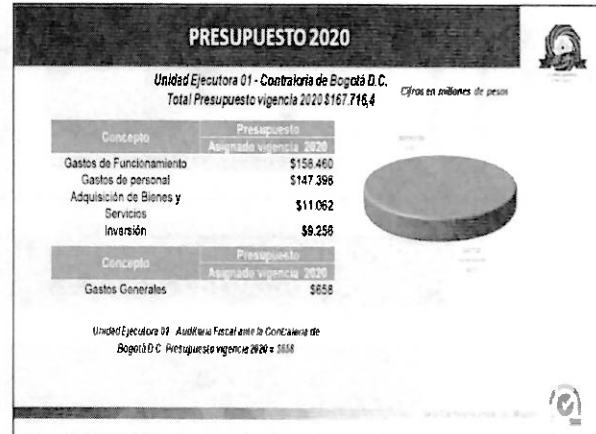 PRESUPUESTO 2020
Unidad Ejecutora 01 - Contraloría de Bogotá D.C.
Total Presupuesto vigencia 2020 $167.716,4
Cifras en millones de pesos
Concepto
Presupuesto
Asignado vigencia 2020
Gastos de Funcionamiento $158.460
Gastos de personal $147.396
Adquisición de Bienes y
Servicios
$11.062
Inversión $9.256
Concepto
Presupuesto
Asignado vigencia 2020
Gastos Generales $658
Unidad Ejecutora 02 Auditoria Fiscal ante la Contraloria de
Bogotá D.C. Presupuesto vigencia 2020 = $658